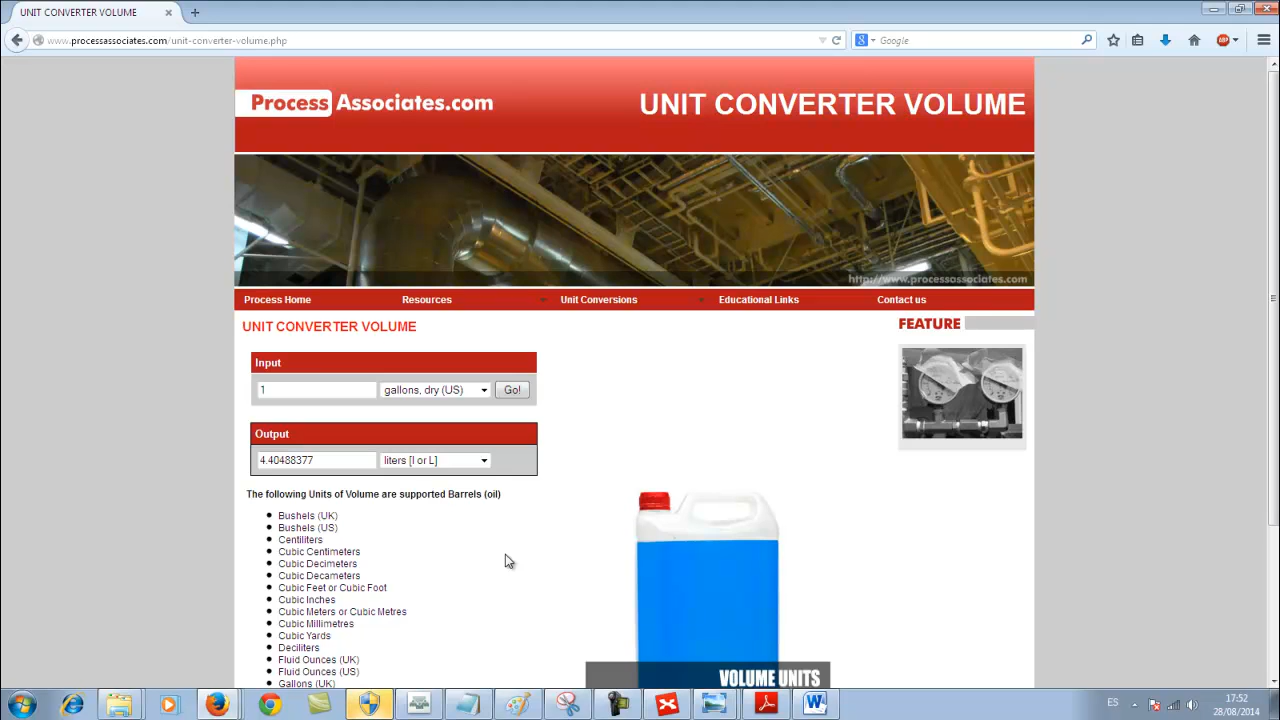 UNIT CONVERTER VOLUME
www.processassociates.com/unit-converter-volume.php
Google
ProcessAssociates.com
UNIT CONVERTER VOLUME
http://www.processassociates.com
Process Home Resources Unit Conversions Educational Links Contact us
UNIT CONVERTER VOLUME
FEATURE
Input
1 gallons, dry (US) Go!
Output
4.40488377 liters [l or L]
The following Units of Volume are supported Barrels (oil)
Bushels (UK)
Bushels (US)
Centiliters
Cubic Centimeters
Cubic Decimeters
Cubic Decameters
Cubic Feet or Cubic Foot
Cubic Inches
Cubic Meters or Cubic Metres
Cubic Millimetres
Cubic Yards
Deciliters
Fluid Ounces (UK)
Fluid Ounces (US)
Gallons (UK)
VOLUME UNITS
ES
17:52
28/08/2014